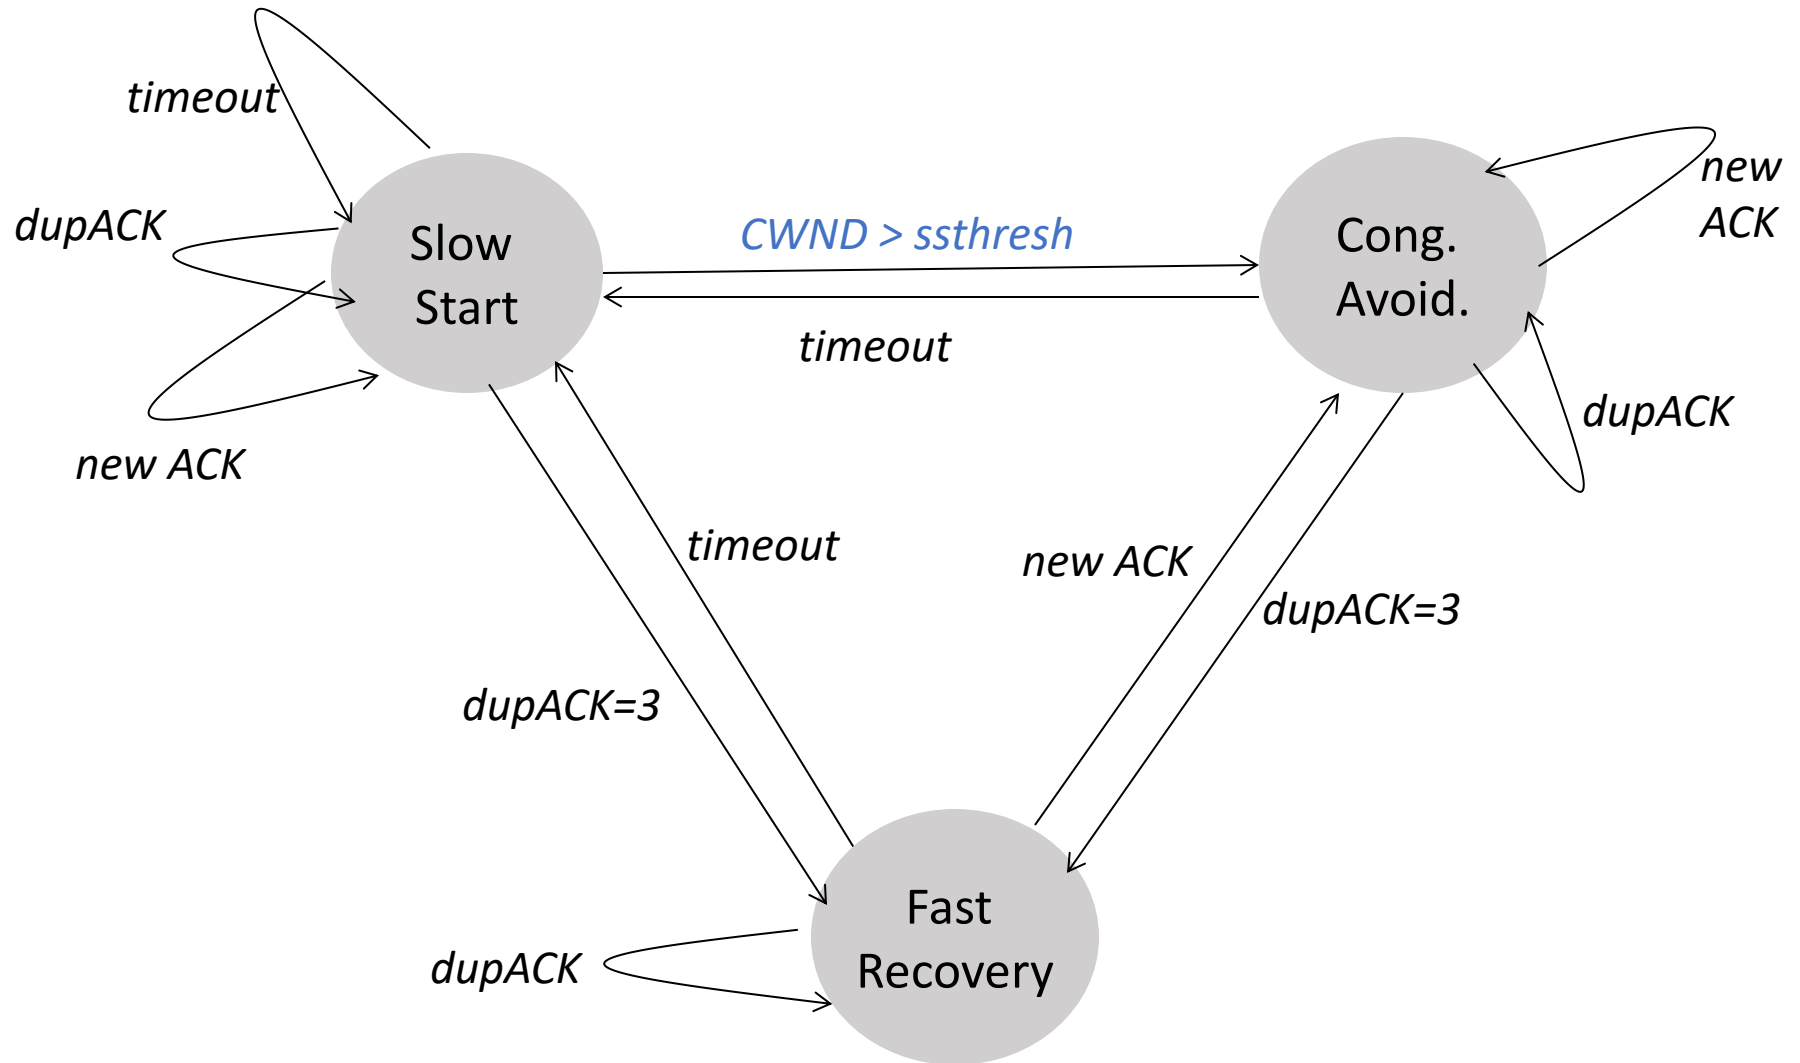 timeout
dupACK
Slow
Start
new ACK
CWND > ssthresh
timeout
Cong.
Avoid.
new
ACK
dupACK
timeout
new ACK
dupACK=3
dupACK=3
Fast
Recovery
dupACK